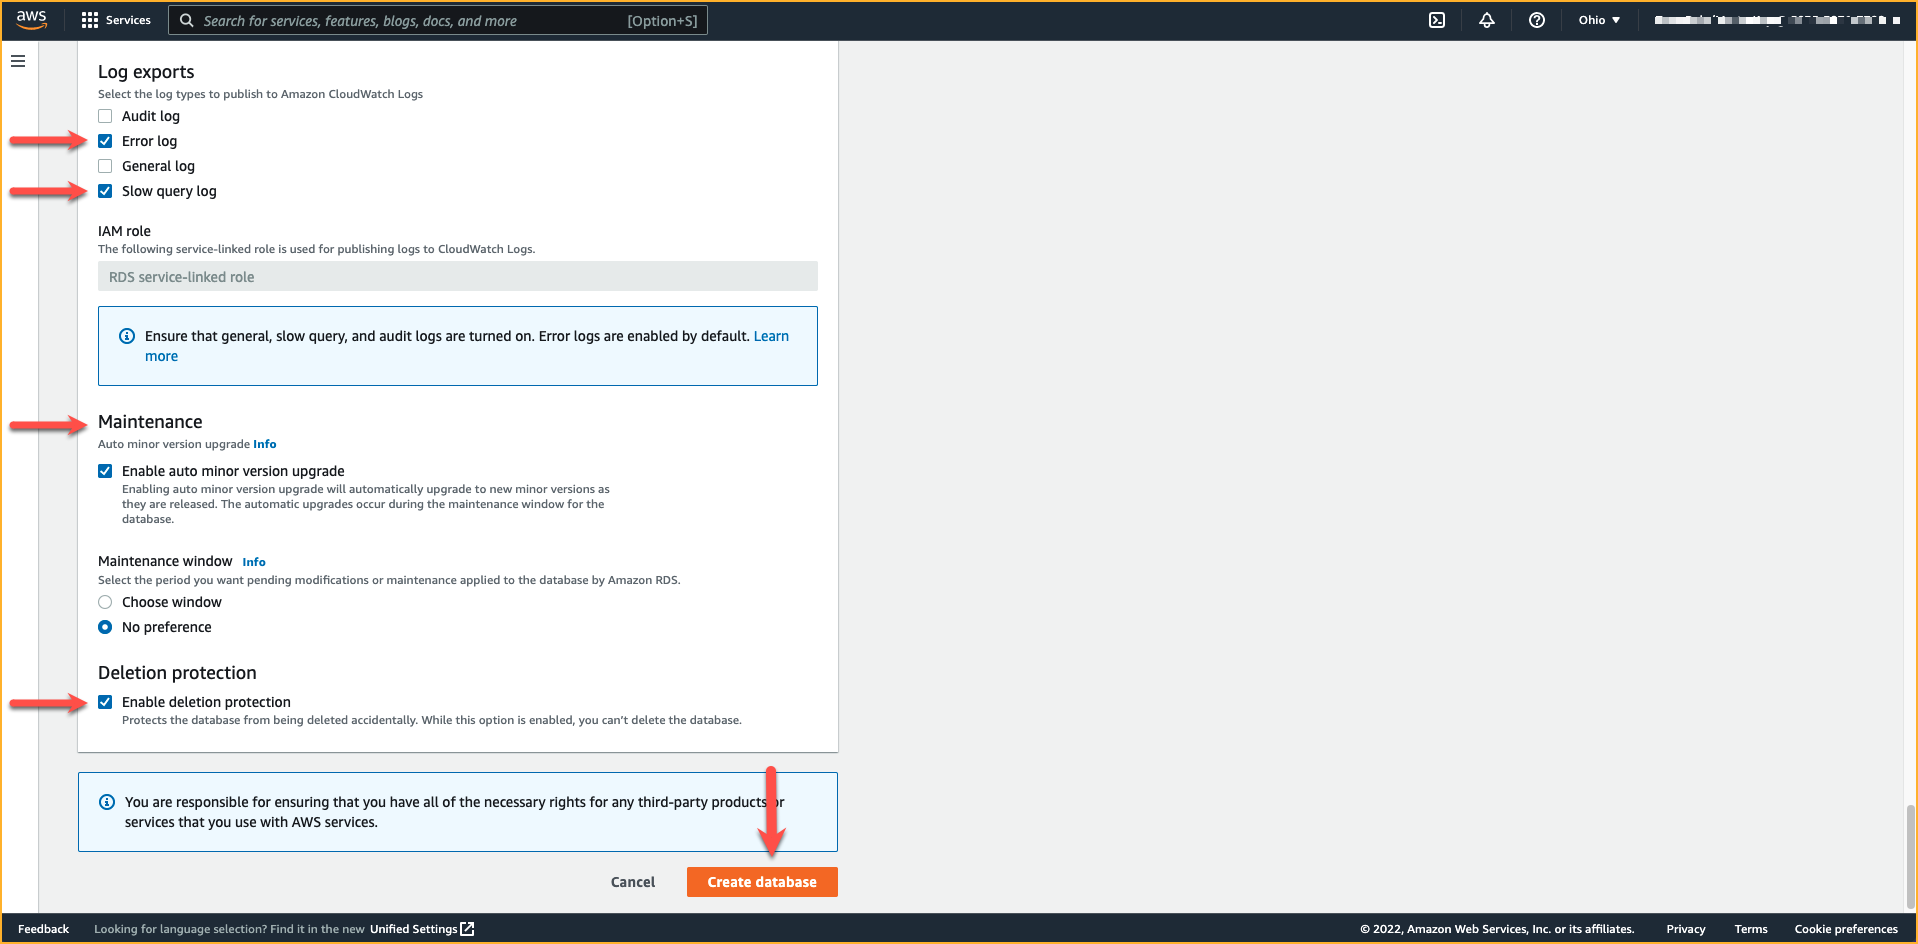 aws
Services
Search for services, features, blogs, docs, and more
[Option+S]
Ohio ▼
Log exports
Select the log types to publish to Amazon CloudWatch Logs
Audit log
Error log
General log
Slow query log
IAM role
The following service-linked role is used for publishing logs to CloudWatch Logs.
RDS service-linked role
Ensure that general, slow query, and audit logs are turned on. Error logs are enabled by default. Learn
more
Maintenance
Auto minor version upgrade Info
Enable auto minor version upgrade
Enabling auto minor version upgrade will automatically upgrade to new minor versions as
they are released. The automatic upgrades occur during the maintenance window for the
database.
Maintenance window Info
Select the period you want pending modifications or maintenance applied to the database by Amazon RDS.
Choose window
No preference
Deletion protection
Enable deletion protection
Protects the database from being deleted accidentally. While this option is enabled, you can't delete the database.
You are responsible for ensuring that you have all of the necessary rights for any third-party products or
services that you use with AWS services.
Cancel
Create database
Feedback
Looking for language selection? Find it in the new Unified Settings
© 2022, Amazon Web Services, Inc. or its affiliates.
Privacy
Terms
Cookie preferences